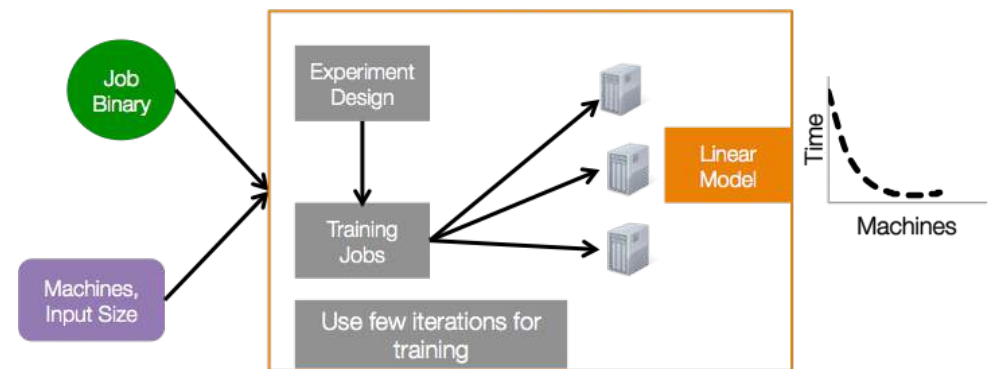 Job
Binary
Machines,
Input Size
Experiment
Design
Training
Jobs
Use few iterations for
training
Linear
Model
Time
Machines